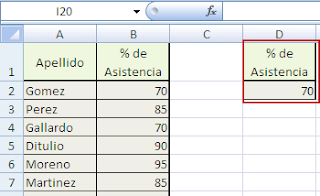 I20 fx
A B C D
1 Apellido % de Asistencia % de Asistencia
2 Gomez 70 70
3 Perez 85
4 Gallardo 70
5 Ditulio 90
6 Moreno 95
7 Martinez 85